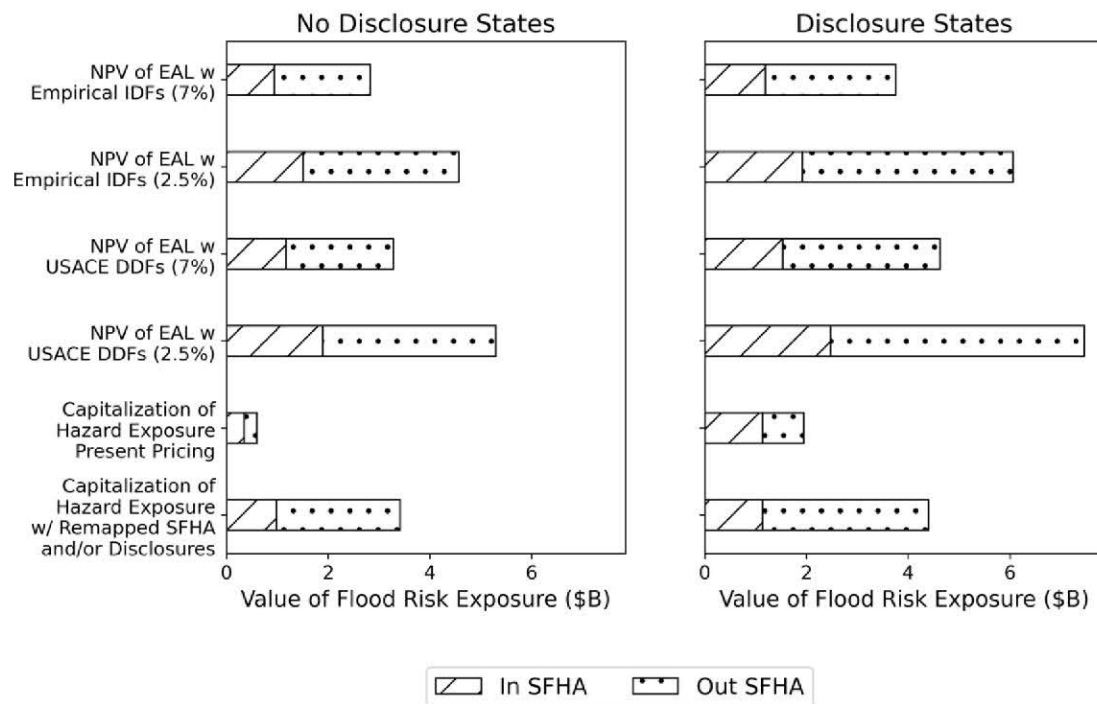 No Disclosure States
Disclosure States
NPV of EAL w
Empirical IDFs (7%)
NPV of EAL w
Empirical IDFs (2.5%)
NPV of EAL w
USACE DDFs (7%)
NPV of EAL w
USACE DDFs (2.5%)
Capitalization of
Hazard Exposure
Present Pricing
Capitalization of
Hazard Exposure
w/ Remapped SFHA
and/or Disclosures
0 2 4 6
0 2 4 6
Value of Flood Risk Exposure ($B)
Value of Flood Risk Exposure ($B)
In SFHA
Out SFHA